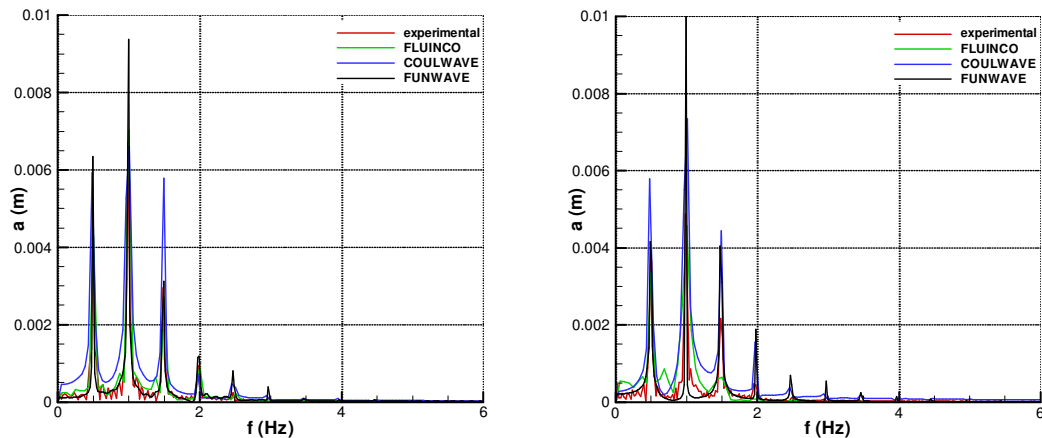 0.01
experimental
FLUINCO
COULWAVE
FUNWAVE
0.008
0.006
a (m)
0.004
0.002
0
0 2 4 6
f (Hz)
0.01
experimental
FLUINCO
COULWAVE
FUNWAVE
0.008
0.006
a (m)
0.004
0.002
0
0 2 4 6
f (Hz)